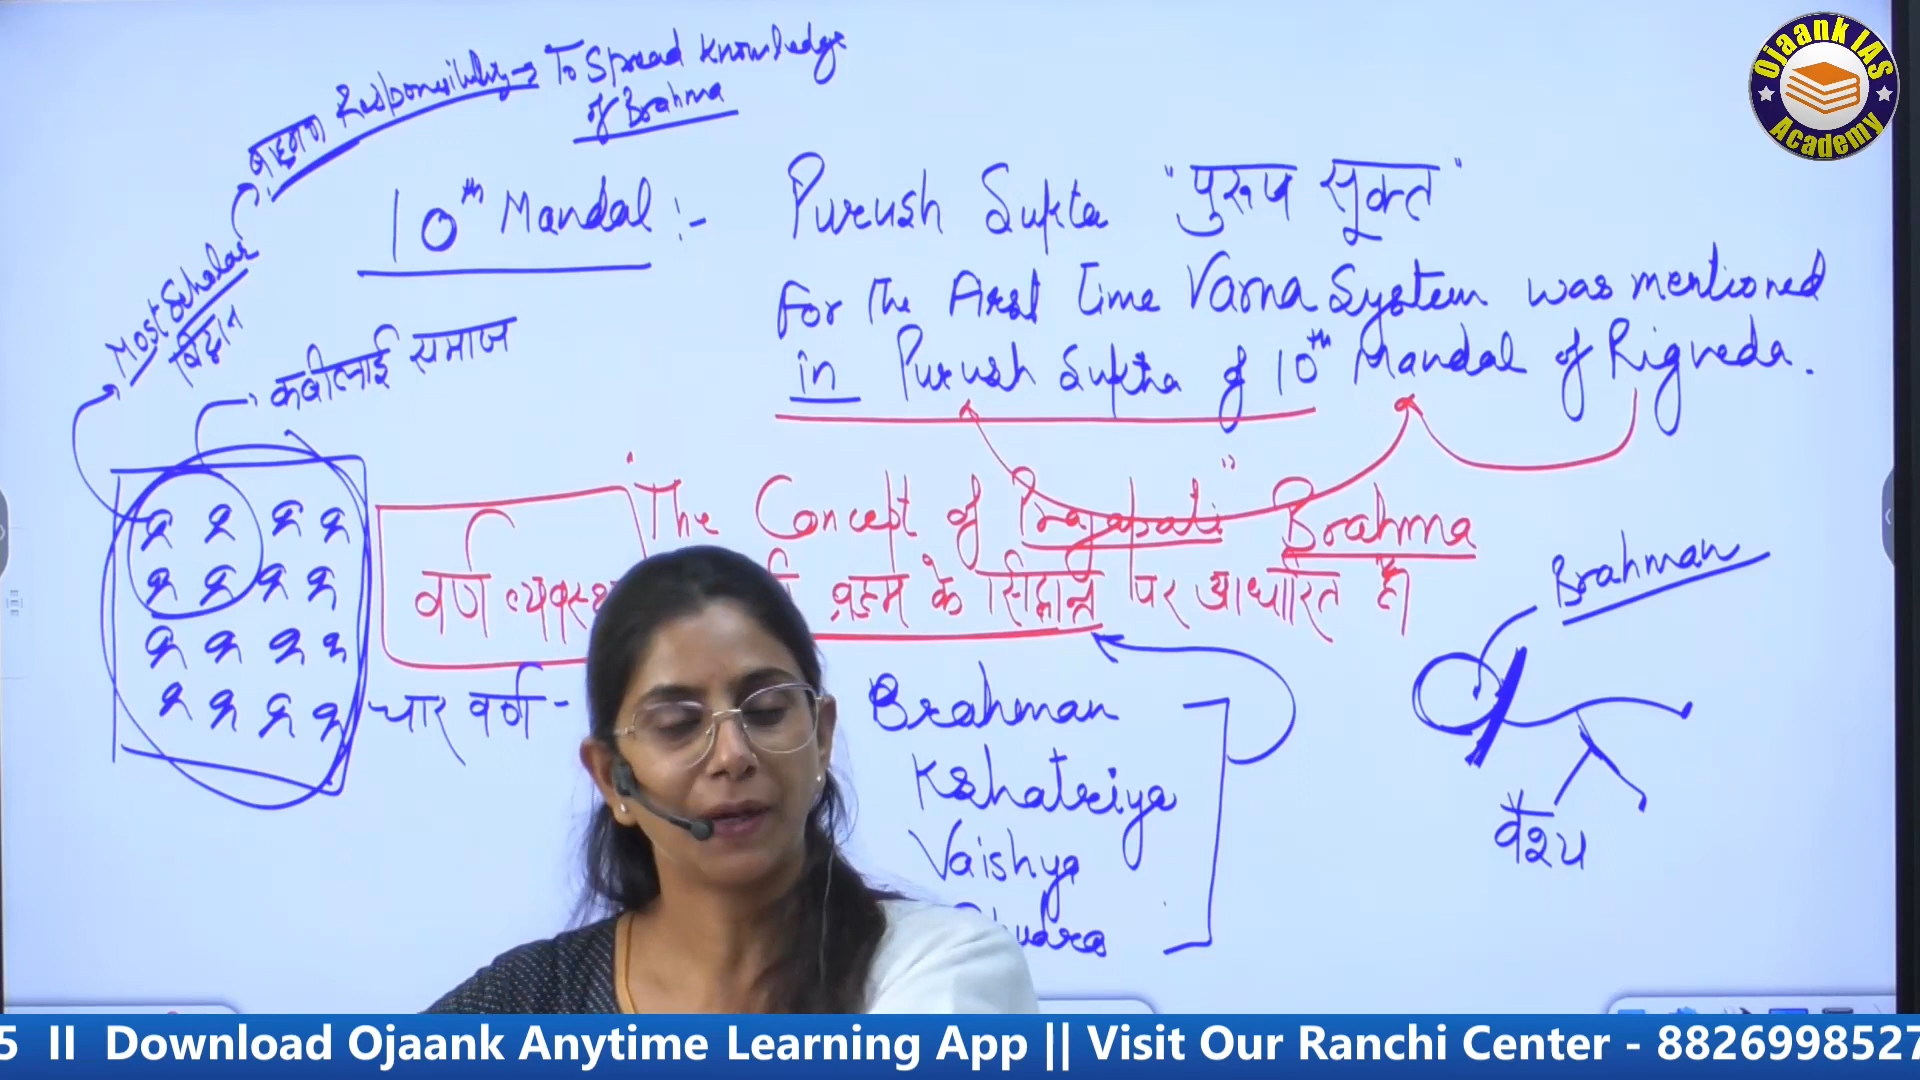 Ojaank IAS
Academy
ब्राह्मण Responsibility → To Spread knowledge
of Brahma
10th Mandal :- Purush Sukta "पुरूष सूक्त"
For The First Time Varna System was mentioned
in Purush Sukta of 10th Mandal of Rigveda.
Most Scholar
विद्वान
कबीलाई समाज
"The Concept of Prajapati" Brahma
वर्ण ब्रह्म के सिद्धान्त पर आधारित है।
Brahman
चार वर्ण -
Brahman
Kshatriya
Vaishya
वैश्य
5 II Download Ojaank Anytime Learning App || Visit Our Ranchi Center - 8826998527